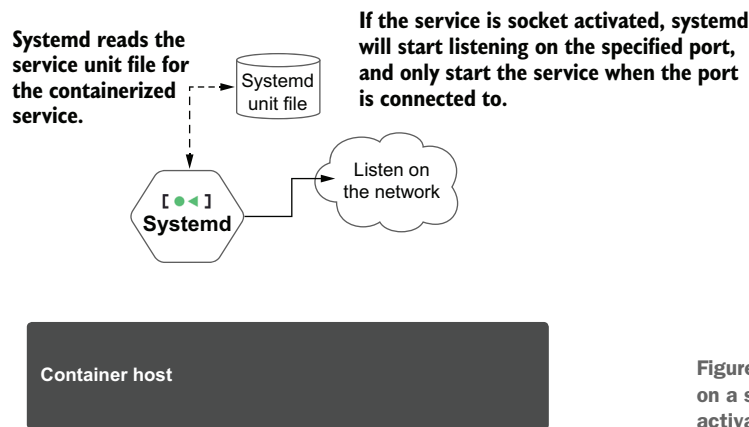 Systemd reads the
service unit file for
the containerized
service.
If the service is socket activated, systemd
will start listening on the specified port,
and only start the service when the port
is connected to.
Systemd
unit file
Listen on
the network
[●◄]
Systemd
Container host
Figure
on a s
activa